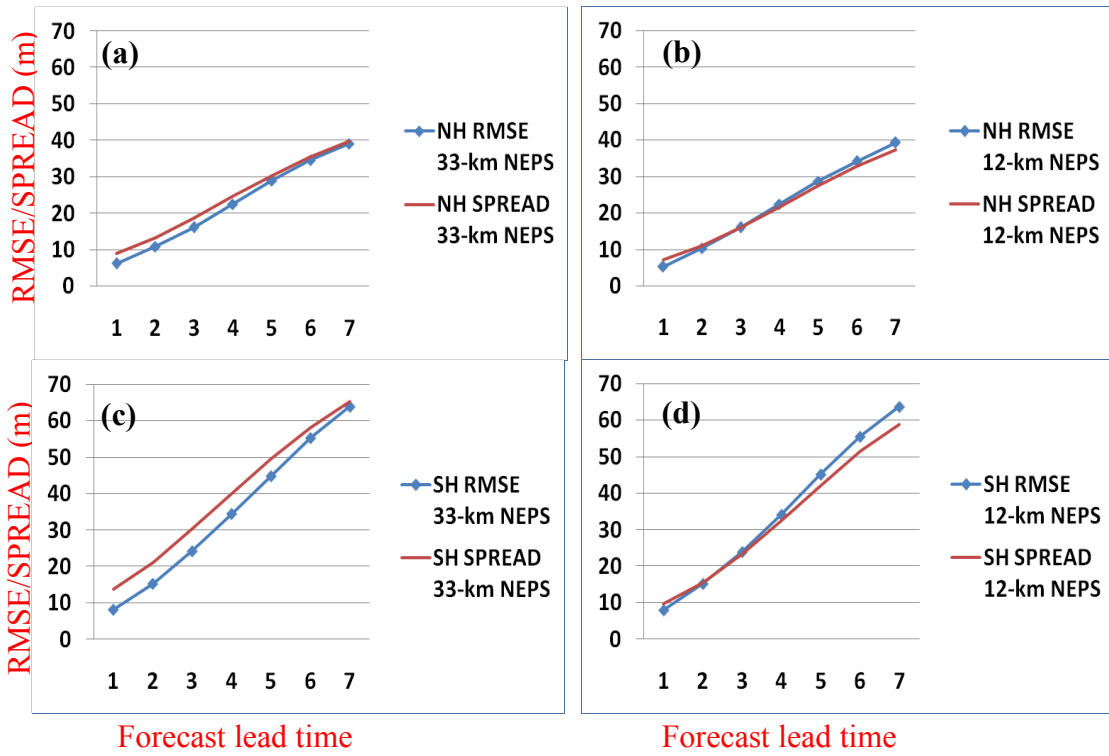 RMSE/SPREAD (m)
(a)
70
60
50
40
30
20
10
0
1 2 3 4 5 6 7
NH RMSE
33-km NEPS
NH SPREAD
33-km NEPS
(b)
70
60
50
40
30
20
10
0
1 2 3 4 5 6 7
NH RMSE
12-km NEPS
NH SPREAD
12-km NEPS
RMSE/SPREAD (m)
(c)
70
60
50
40
30
20
10
0
1 2 3 4 5 6 7
SH RMSE
33-km NEPS
SH SPREAD
33-km NEPS
(d)
70
60
50
40
30
20
10
0
1 2 3 4 5 6 7
SH RMSE
12-km NEPS
SH SPREAD
12-km NEPS
Forecast lead time
Forecast lead time